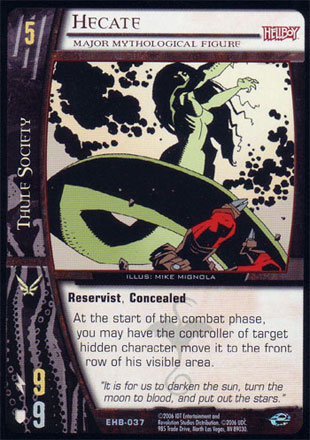 5
HECATE
HELLBOY
MAJOR MYTHOLOGICAL FIGURE
THULE SOCIETY
ILLUS: MIKE MIGNOLA
Reservist, Concealed
At the start of the combat phase,
you may have the controller of target
hidden character move it to the front
row of his visible area.
9
9
"It is for us to darken the sun, turn the
moon to blood, and put out the stars."
EHB-037
©2006 IDT Entertainment and
Revolution Studios Distribution. ©2006 UDC.
985 Trade Drive, North Las Vegas, NV 89030.